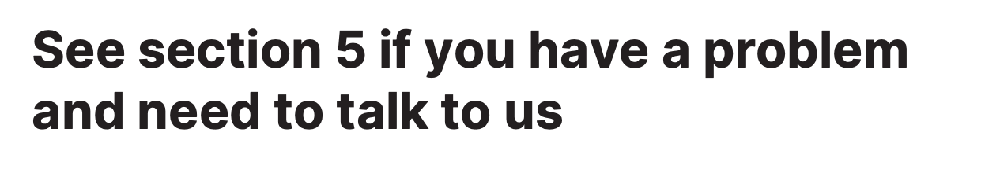 See section 5 if you have a problem
and need to talk to us